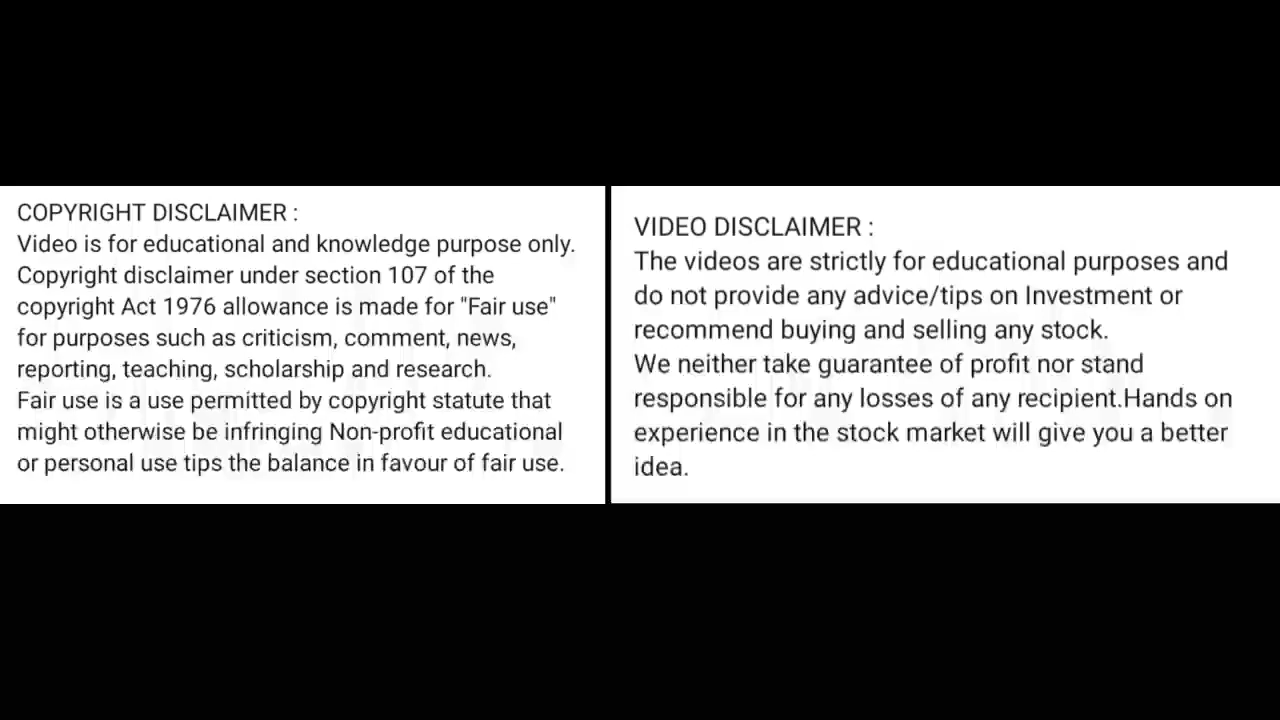 COPYRIGHT DISCLAIMER :
Video is for educational and knowledge purpose only.
Copyright disclaimer under section 107 of the
copyright Act 1976 allowance is made for "Fair use"
for purposes such as criticism, comment, news,
reporting, teaching, scholarship and research.
Fair use is a use permitted by copyright statute that
might otherwise be infringing Non-profit educational
or personal use tips the balance in favour of fair use.
VIDEO DISCLAIMER :
The videos are strictly for educational purposes and
do not provide any advice/tips on Investment or
recommend buying and selling any stock.
We neither take guarantee of profit nor stand
responsible for any losses of any recipient.Hands on
experience in the stock market will give you a better
idea.